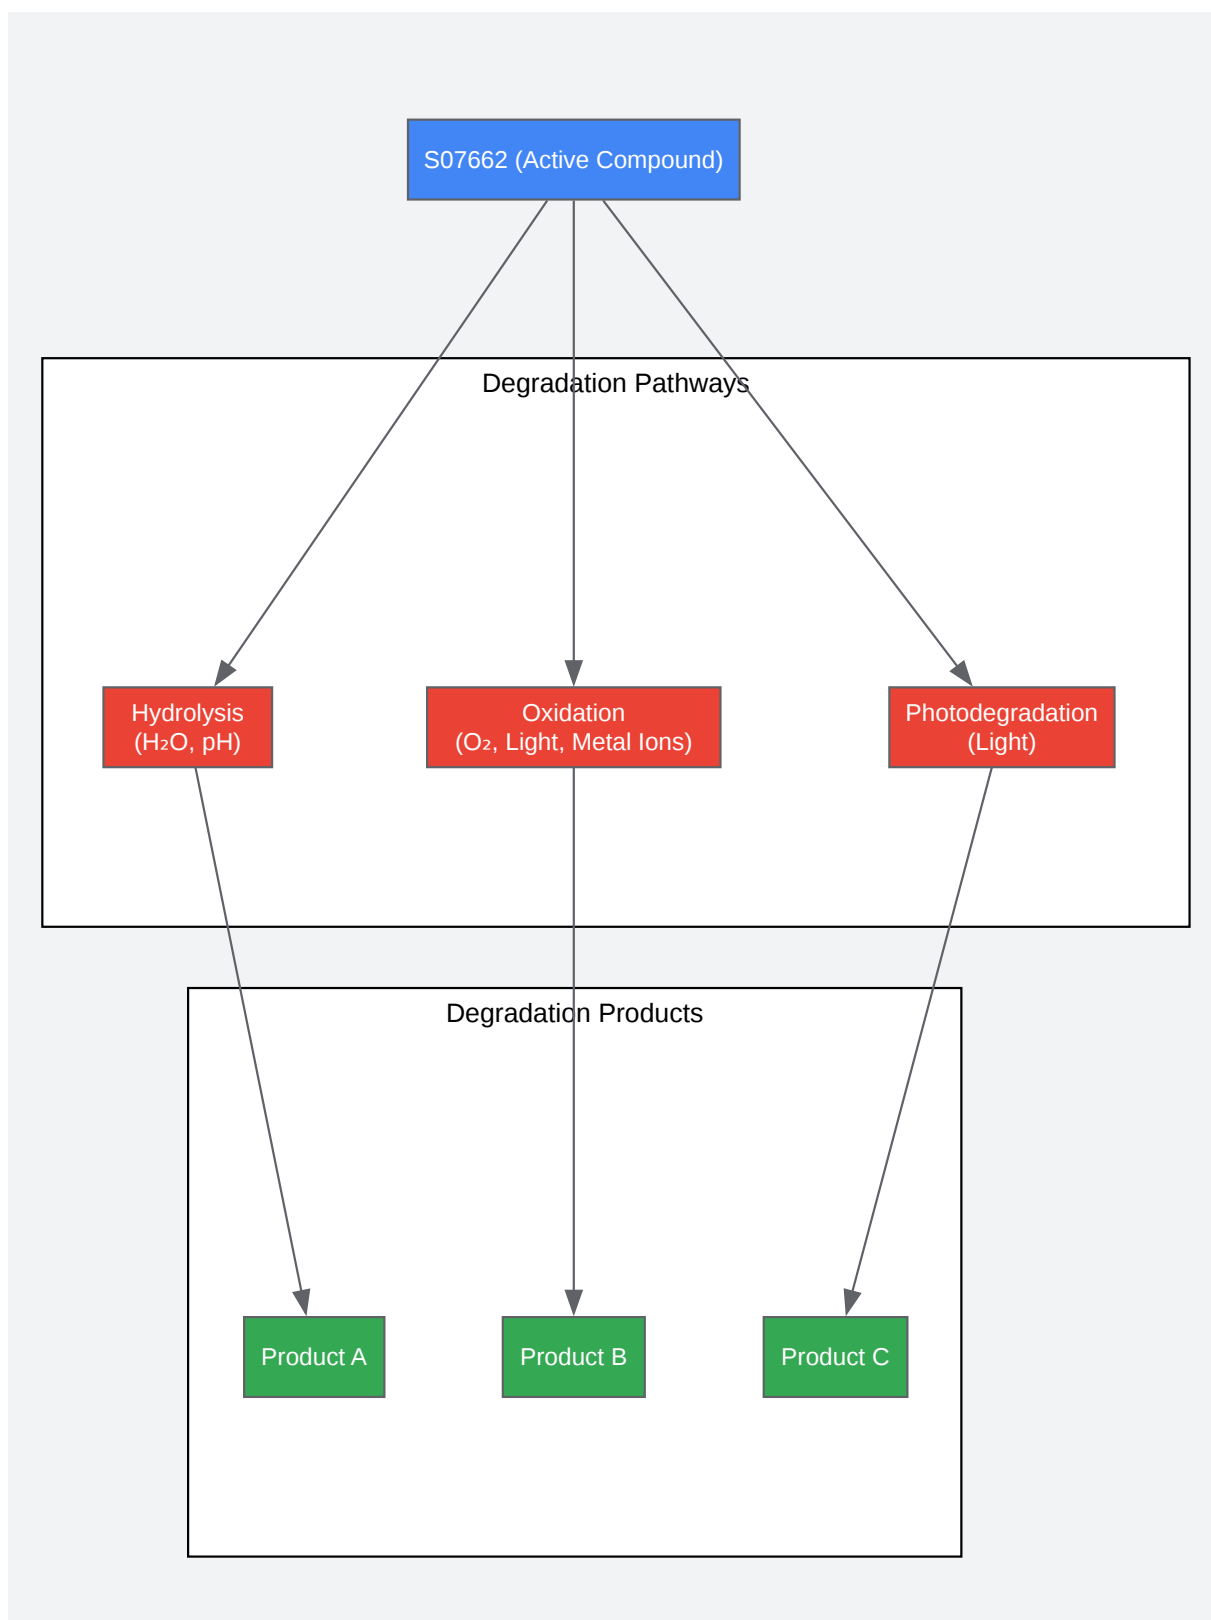 S07662 (Active Compound)
Degradation Pathways
Hydrolysis
(H₂O, pH)
Oxidation
(O₂, Light, Metal Ions)
Photodegradation
(Light)
Degradation Products
Product A
Product B
Product C